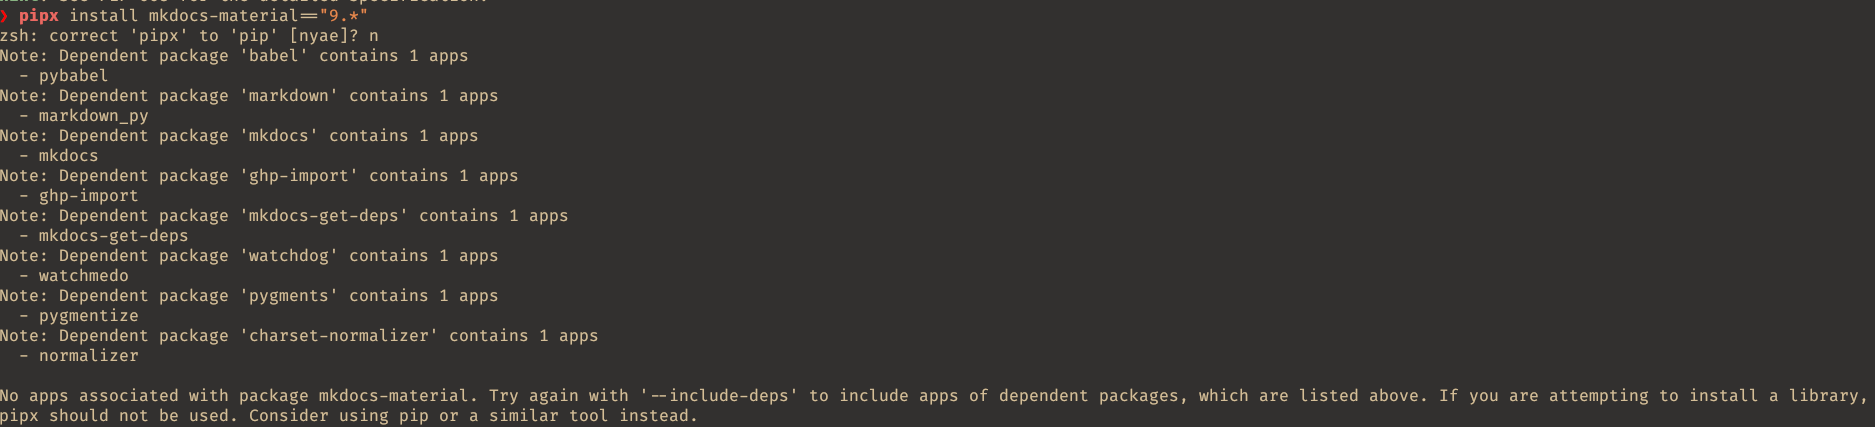 ❯ pipx install mkdocs-material=="9.*"
zsh: correct 'pipx' to 'pip' [nyae]? n
Note: Dependent package 'babel' contains 1 apps
  - pybabel
Note: Dependent package 'markdown' contains 1 apps
  - markdown_py
Note: Dependent package 'mkdocs' contains 1 apps
  - mkdocs
Note: Dependent package 'ghp-import' contains 1 apps
  - ghp-import
Note: Dependent package 'mkdocs-get-deps' contains 1 apps
  - mkdocs-get-deps
Note: Dependent package 'watchdog' contains 1 apps
  - watchmedo
Note: Dependent package 'pygments' contains 1 apps
  - pygmentize
Note: Dependent package 'charset-normalizer' contains 1 apps
  - normalizer

No apps associated with package mkdocs-material. Try again with '--include-deps' to include apps of dependent packages, which are listed above. If you are attempting to install a library,
pipx should not be used. Consider using pip or a similar tool instead.